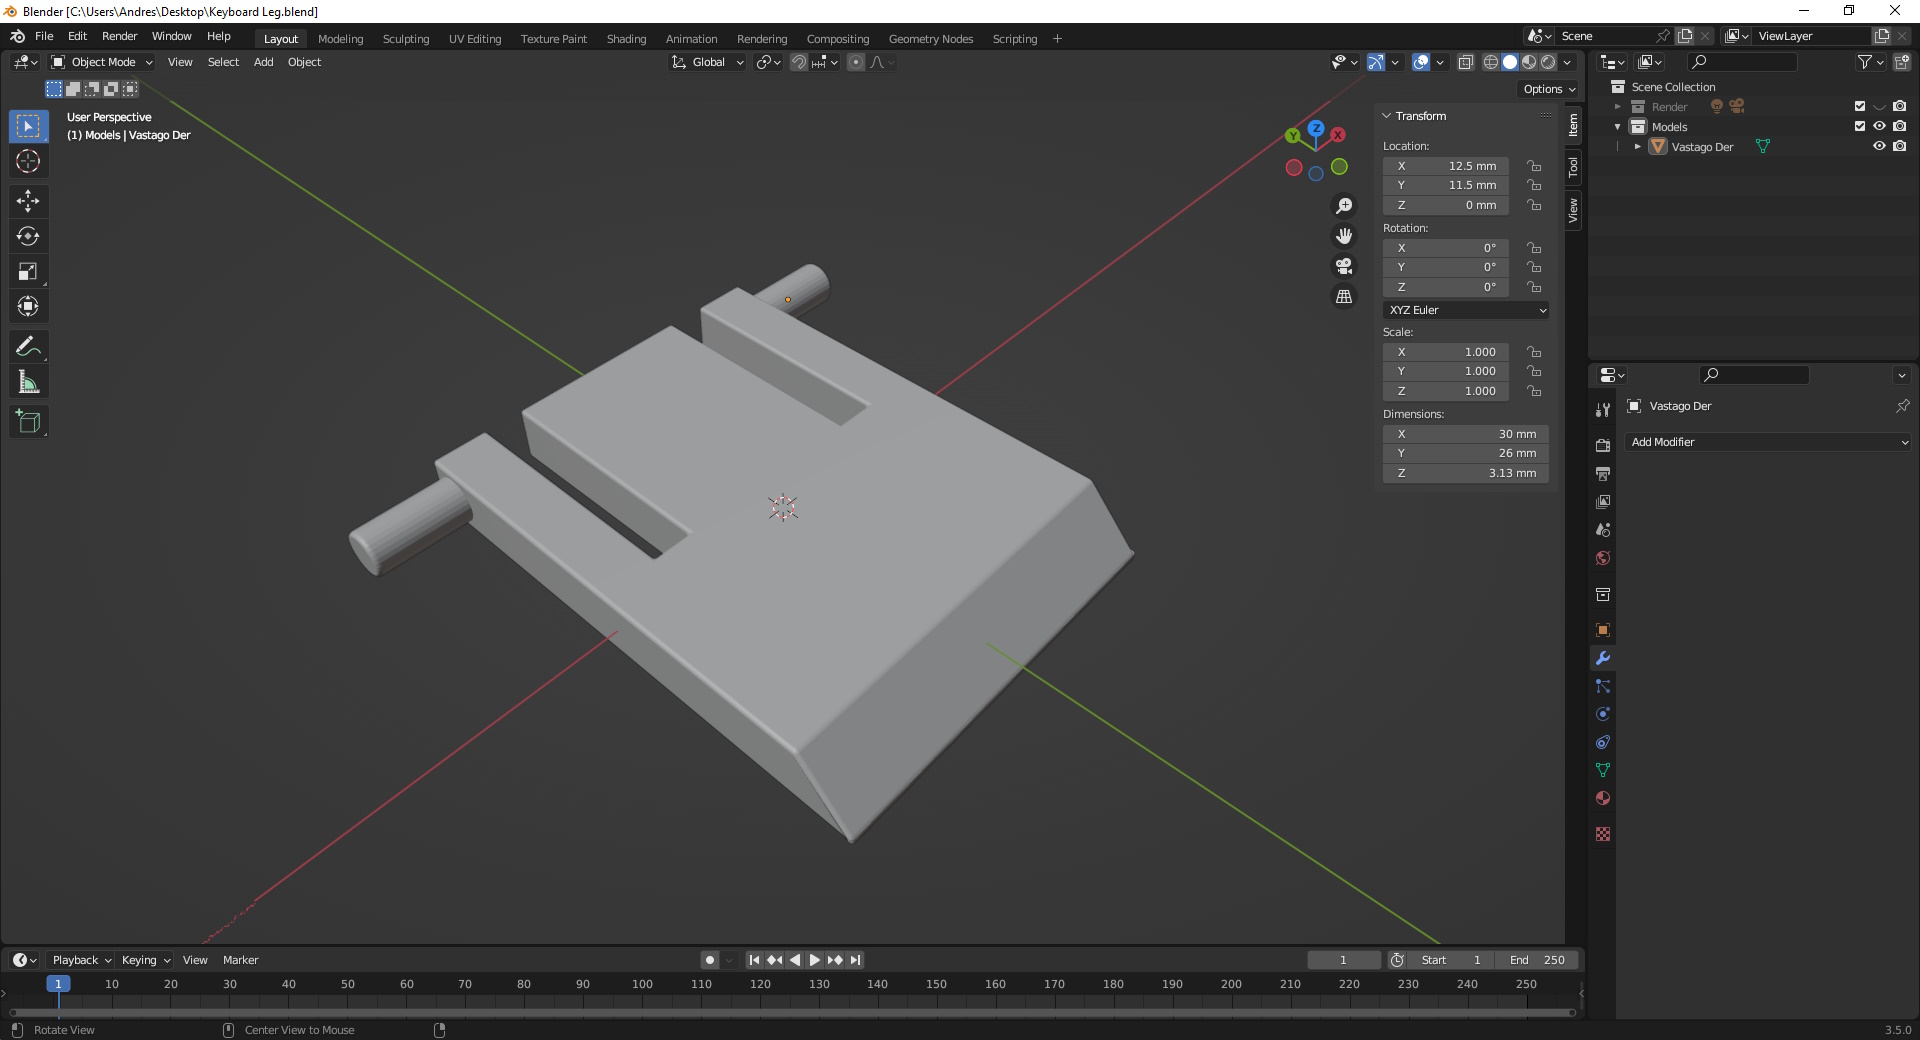 Blender [C:\Users\Andres\Desktop\Keyboard Leg.blend]
File Edit Render Window Help Layout Modeling Sculpting UV Editing Texture Paint Shading Animation Rendering Compositing Geometry Nodes Scripting + Scene ViewLayer
Object Mode View Select Add Object Global
Options
User Perspective
(1) Models | Vastago Der
Z
Y
X
Transform
Location:
X 12.5 mm
Y 11.5 mm
Z 0 mm
Rotation:
X 0°
Y 0°
Z 0°
XYZ Euler
Scale:
X 1.000
Y 1.000
Z 1.000
Dimensions:
X 30 mm
Y 26 mm
Z 3.13 mm
Item
Tool
View
Scene Collection
Render
Models
Vastago Der
Vastago Der
Add Modifier
Playback Keying View Marker 1 Start 1 End 250
1 10 20 30 40 50 60 70 80 90 100 110 120 130 140 150 160 170 180 190 200 210 220 230 240 250
Rotate View Center View to Mouse 3.5.0